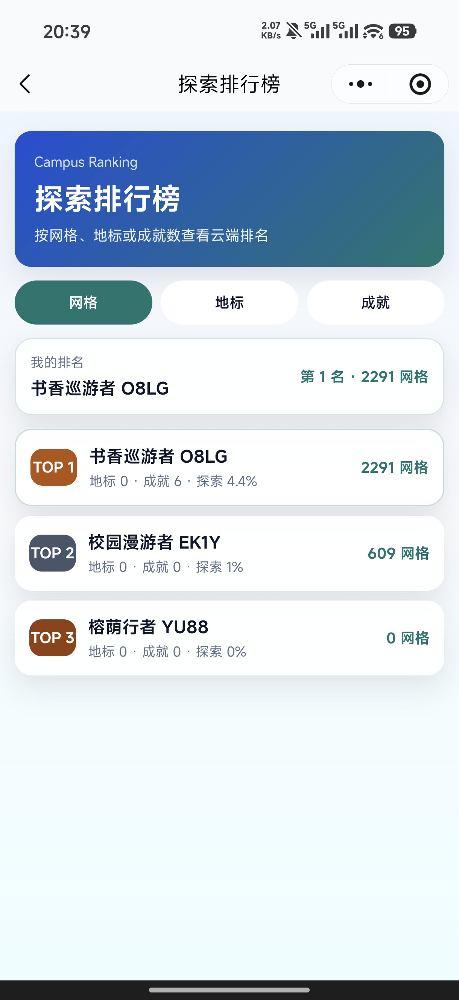 20:39
2.07 KB/s 5G 5G 6 95
探索排行榜
Campus Ranking
探索排行榜
按网格、地标或成就数查看云端排名
网格 地标 成就
我的排名
书香巡游者 O8LG
第 1 名 · 2291 网格
TOP 1
书香巡游者 O8LG
地标 0 · 成就 6 · 探索 4.4%
2291 网格
TOP 2
校园漫游者 EK1Y
地标 0 · 成就 0 · 探索 1%
609 网格
TOP 3
榕荫行者 YU88
地标 0 · 成就 0 · 探索 0%
0 网格